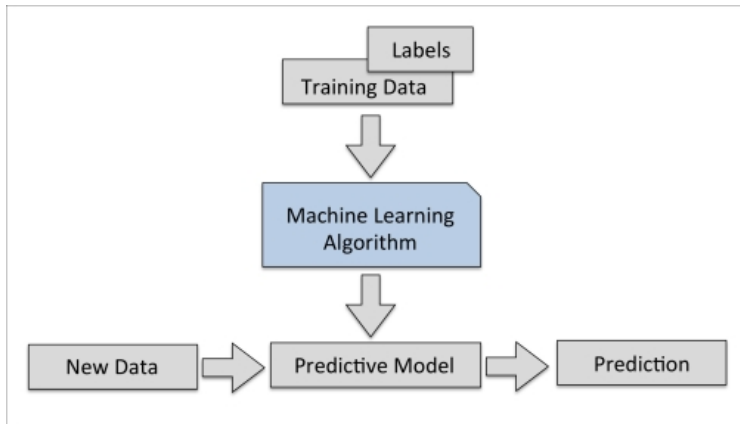 Labels
Training Data
Machine Learning
Algorithm
New Data
Predictive Model
Prediction